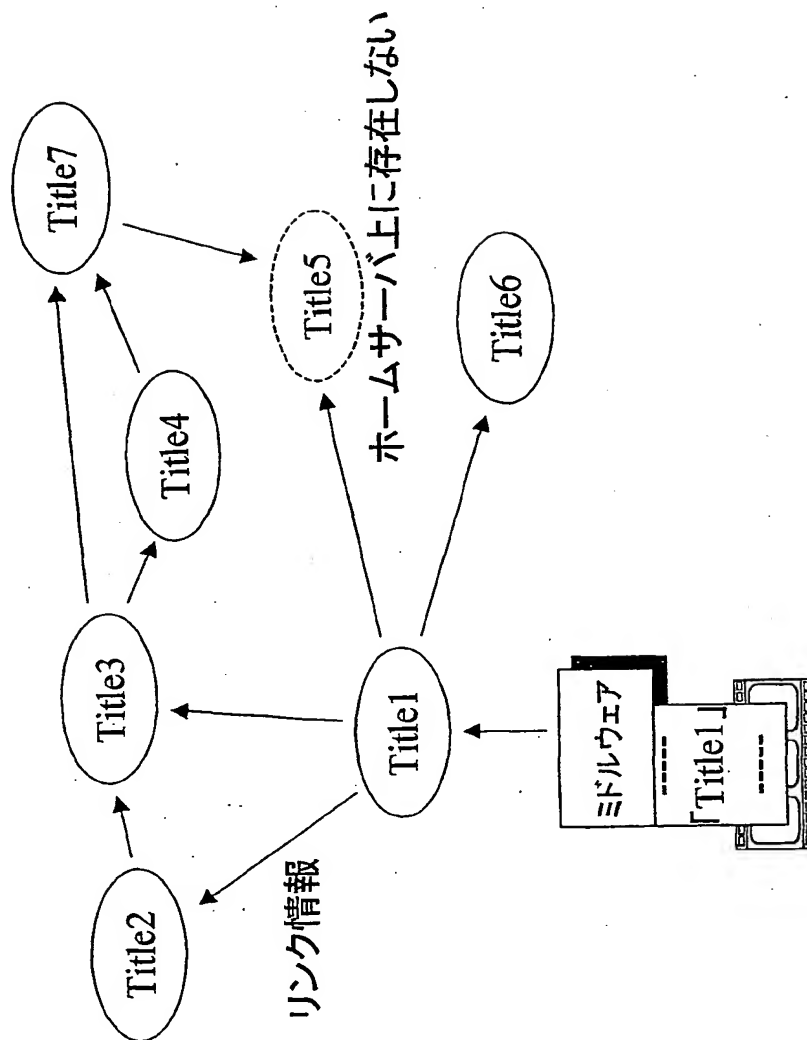 Title7
Title3
Title4
Title2
Title5
ホームサーバ上に存在しない
Title6
Title1
リンク情報
ミドルウェア
-----
「Title1」
-----